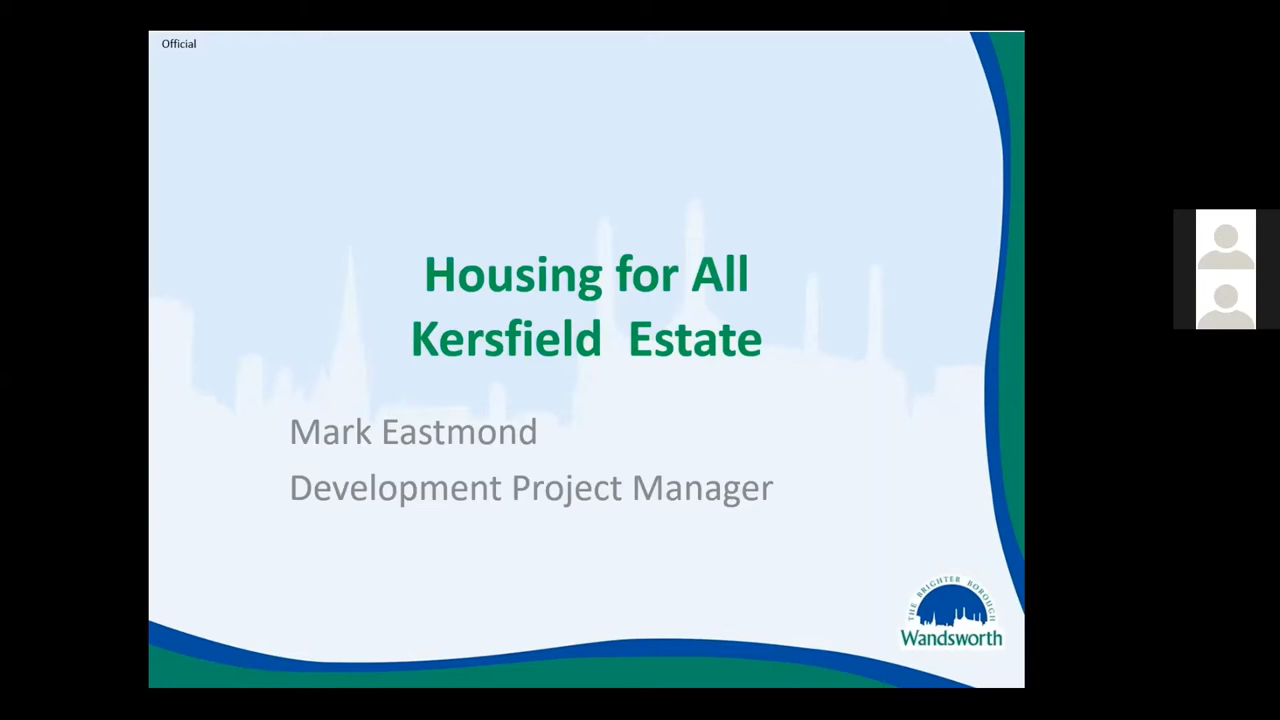 Official
Housing for All
Kersfield Estate
Mark Eastmond
Development Project Manager
THE BRIGHTER BOROUGH
Wandsworth